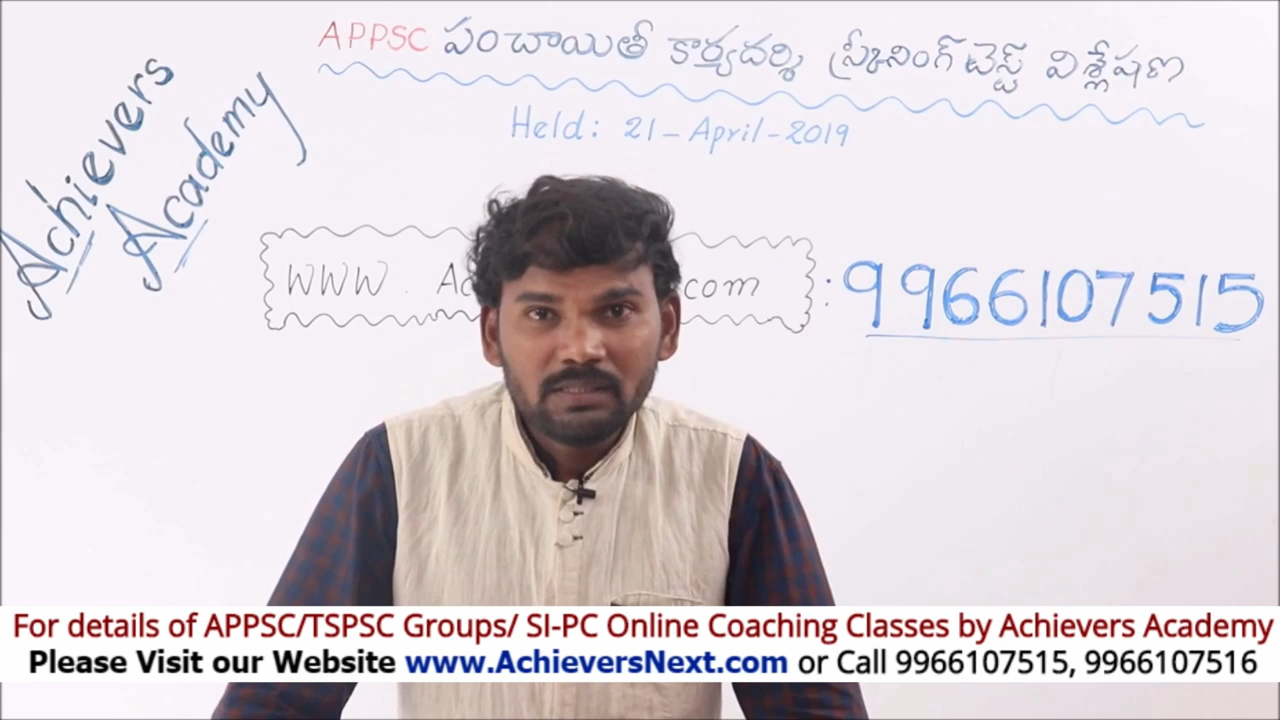 APPSC పంచాయితీ కార్యదర్శి స్క్రీనింగ్ టెస్ట్ విశ్లేషణ
Held: 21-April-2019
Achievers
Academy
WWW. Ac com : 9966107515
For details of APPSC/TSPSC Groups/ SI-PC Online Coaching Classes by Achievers Academy
Please Visit our Website www.AchieversNext.com or Call 9966107515, 9966107516